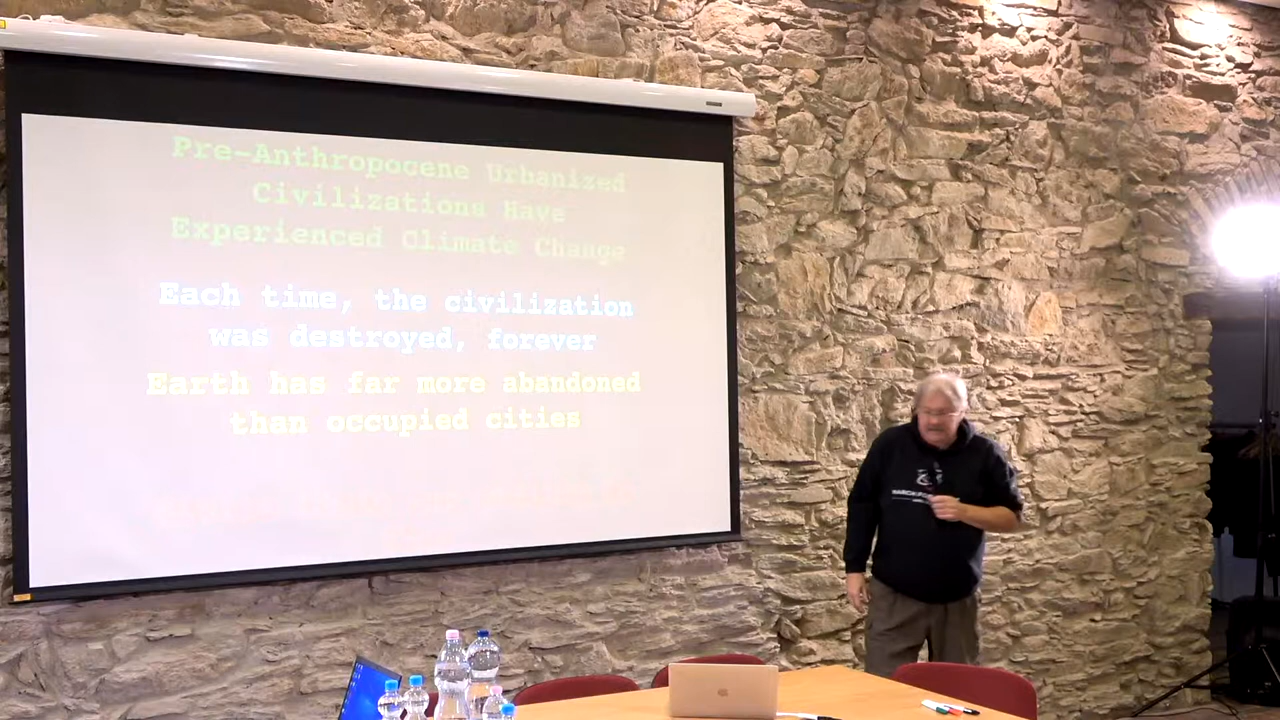 Pre-Anthropocene Urbanized
Civilizations Have
Experienced Climate Change
Each time, the civilization
was destroyed, forever
Earth has far more abandoned
than occupied cities